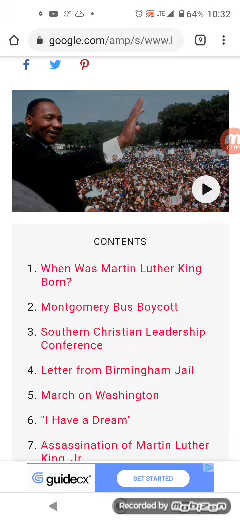 64% 10:32
google.com/amp/s/www.l
9
CONTENTS
1. When Was Martin Luther King
Born?
2. Montgomery Bus Boycott
3. Southern Christian Leadership
Conference
4. Letter from Birmingham Jail
5. March on Washington
6. "I Have a Dream"
7. Assassination of Martin Luther
King, Jr.
guidecx
GET STARTED
Recorded by mobizen